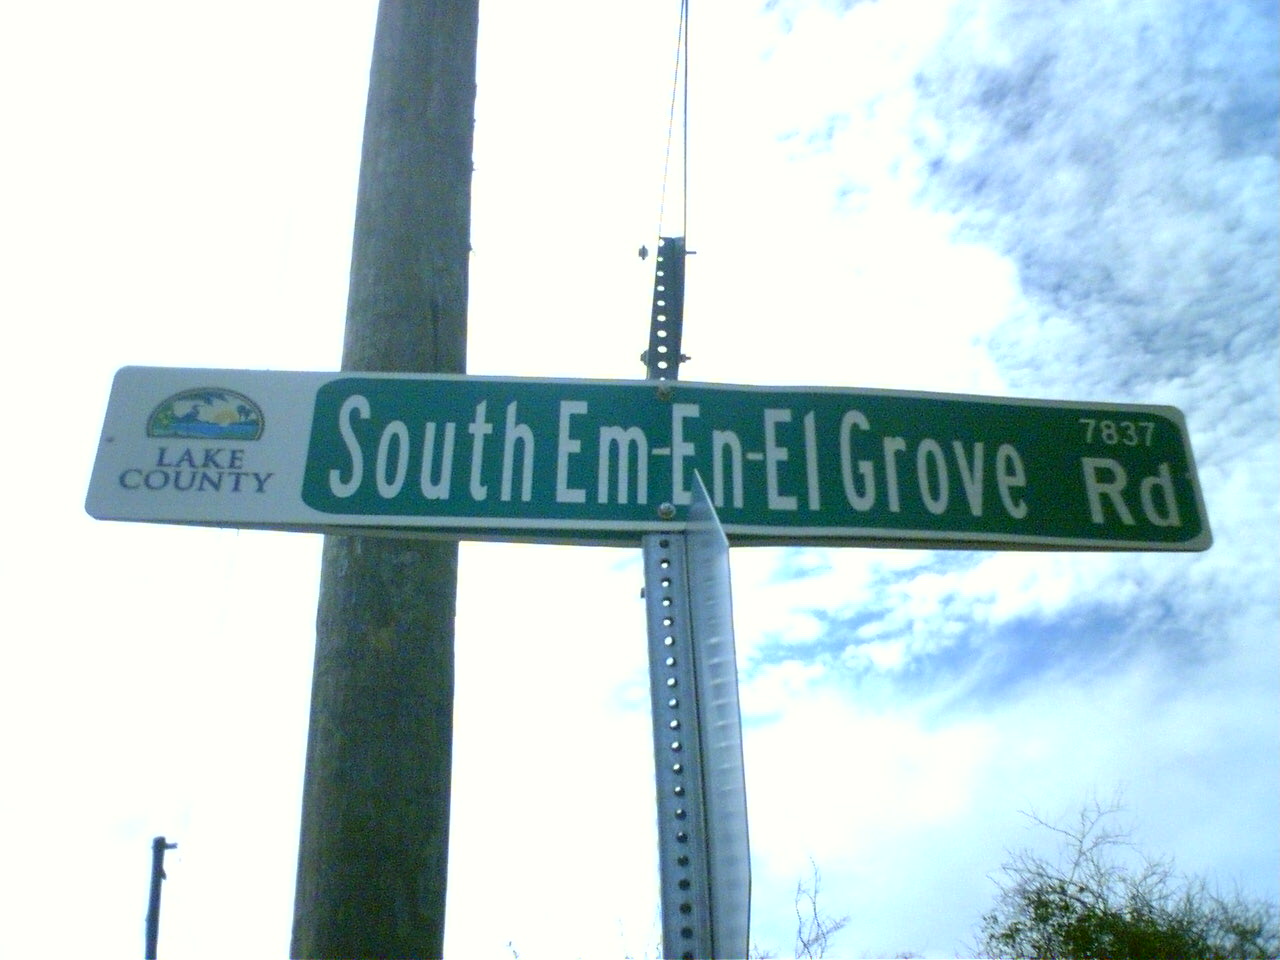 LAKE
COUNTY
South Em-En-El Grove
7837
Rd